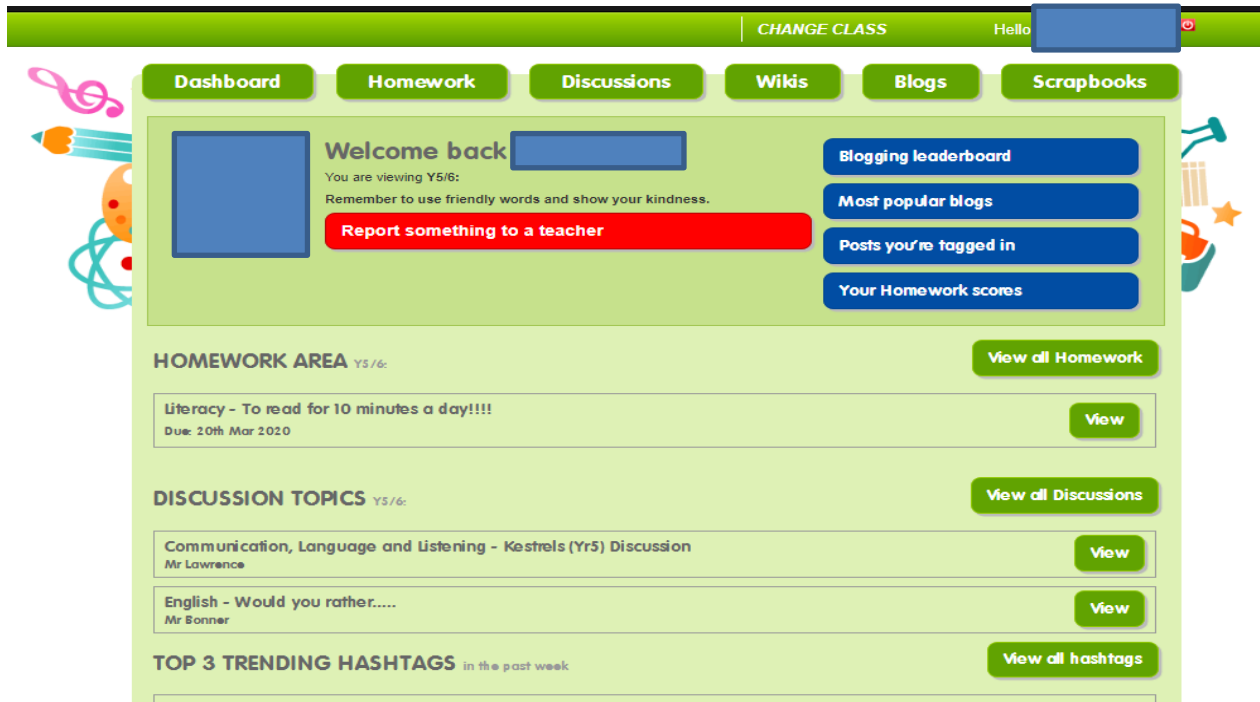 CHANGE CLASS Hello
Dashboard Homework Discussions Wikis Blogs Scrapbooks
Welcome back
You are viewing Y5/6:
Remember to use friendly words and show your kindness.
Report something to a teacher
Blogging leaderboard
Most popular blogs
Posts you're tagged in
Your Homework scores
HOMEWORK AREA Y5/6:
View all Homework
Literacy - To read for 10 minutes a day!!!!
Due: 20th Mar 2020
View
DISCUSSION TOPICS Y5/6:
View all Discussions
Communication, Language and Listening - Kestrels (Yr5) Discussion
Mr Lawrence
View
English - Would you rather.....
Mr Bonner
View
TOP 3 TRENDING HASHTAGS in the past week
View all hashtags